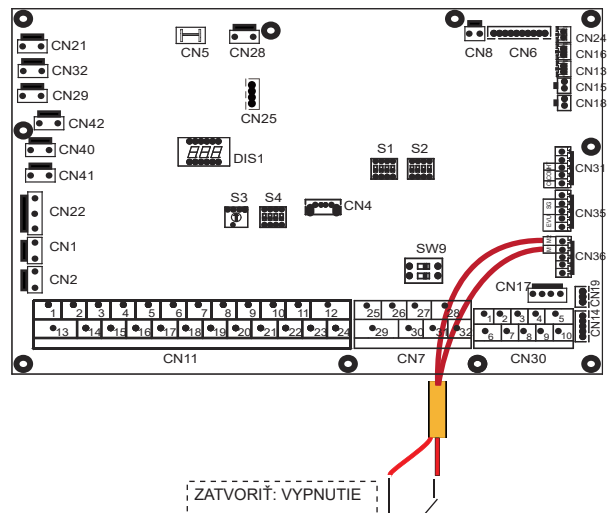 CN21
CN5
CN28
CN8
CN6
CN24
CN16
CN13
CN15
CN18
CN32
CN29
CN42
CN40
CN41
CN25
DIS1
S1
S2
S3
S4
CN4
CN31
CN35
SG
EVU
CN36
M1 M2
CN22
CN1
CN2
SW9
CN17
CN19
CN14
1 2 3 4 5 6 7 8 9 10 11 12
13 14 15 16 17 18 19 20 21 22 23 24
CN11
25 26 27 28
29 30 31 32
CN7
1 2 3 4 5
6 7 8 9 10
CN30
ZATVORIŤ: VYPNUTIE